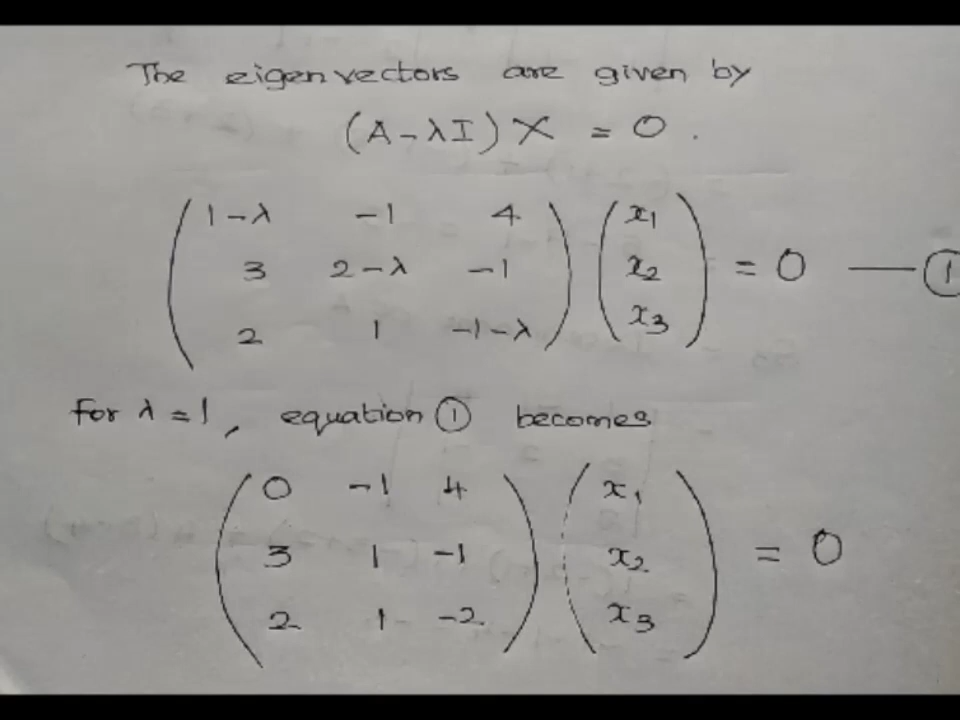 The eigen vectors are given by
(A-λI) X = 0.
( 1-λ -1 4 ) ( x₁ )
( 3 2-λ -1 ) ( x₂ ) = 0 — ①
( 2 1 -1-λ ) ( x₃ )
For λ = 1, equation ① becomes
( 0 -1 4 ) ( x₁ )
( 3 1 -1 ) ( x₂ ) = 0
( 2 1 -2 ) ( x₃ )